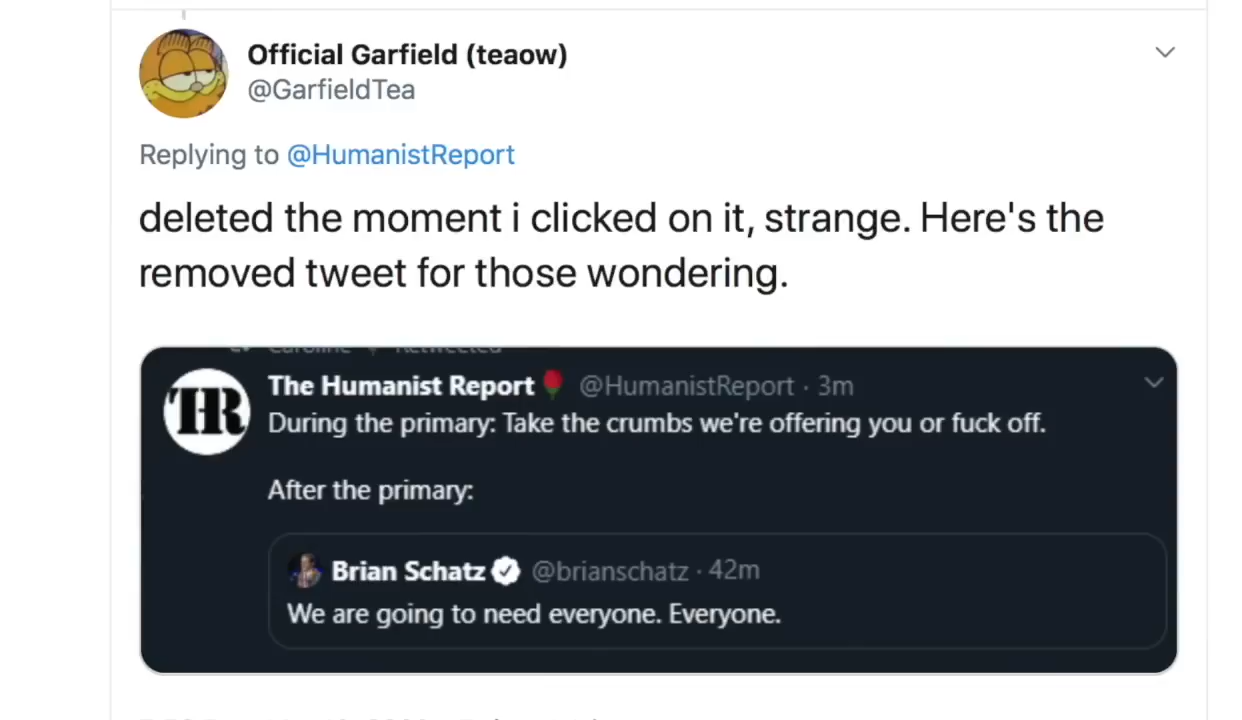 Official Garfield (teaow)
@GarfieldTea
Replying to @HumanistReport
deleted the moment i clicked on it, strange. Here's the
removed tweet for those wondering.
THR
The Humanist Report🌹 @HumanistReport · 3m
During the primary: Take the crumbs we're offering you or fuck off.
After the primary:
Brian Schatz @brianschatz · 42m
We are going to need everyone. Everyone.